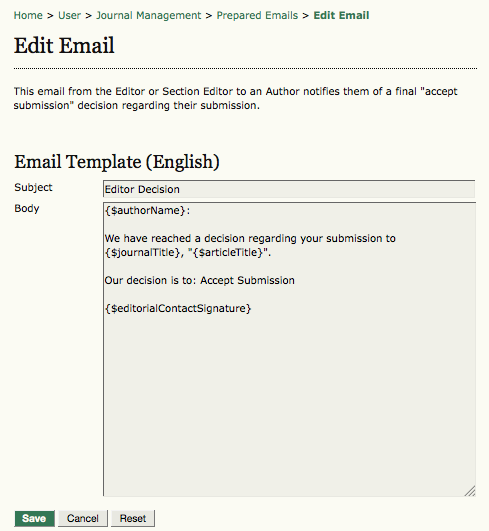 Home > User > Journal Management > Prepared Emails > Edit Email
Edit Email
This email from the Editor or Section Editor to an Author notifies them of a final "accept
submission" decision regarding their submission.
Email Template (English)
Subject
Editor Decision
Body
{$authorName}:
We have reached a decision regarding your submission to
{$journalTitle}, "{$articleTitle}".
Our decision is to: Accept Submission
{$editorialContactSignature}
Save Cancel Reset